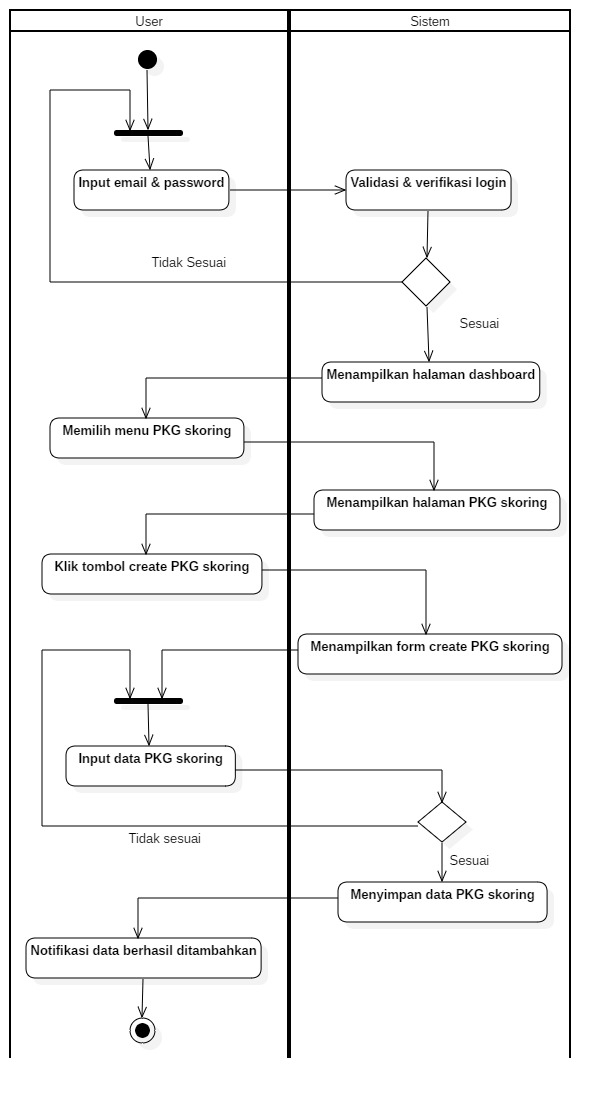 User
Sistem
Input email & password
Validasi & verifikasi login
Tidak Sesuai
Sesuai
Menampilkan halaman dashboard
Memilih menu PKG skoring
Menampilkan halaman PKG skoring
Klik tombol create PKG skoring
Menampilkan form create PKG skoring
Input data PKG skoring
Tidak sesuai
Sesuai
Menyimpan data PKG skoring
Notifikasi data berhasil ditambahkan